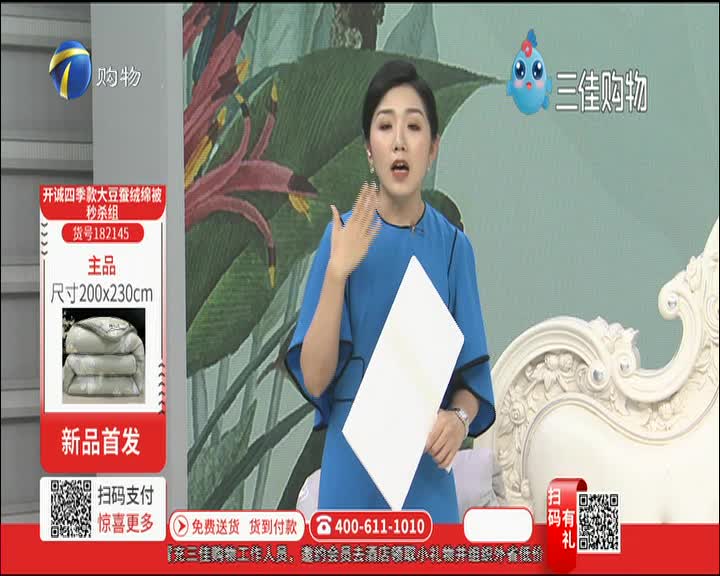 购物
三佳购物
开诚四季款大豆蚕绒绵被
秒杀组
货号182145
主品
尺寸200x230cm
新品首发
扫码支付
惊喜更多
免费送货 货到付款
400-611-1010
扫码
有礼
充三佳购物工作人员，邀约会员去酒店领取小礼物并组织外省低价